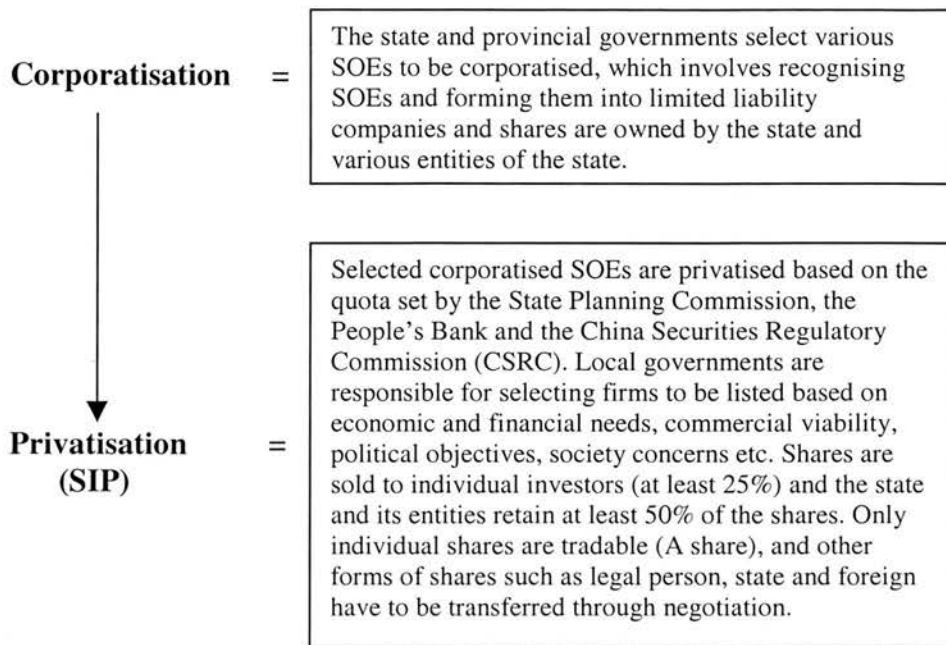 Corporatisation =
The state and provincial governments select various
SOEs to be corporatised, which involves recognising
SOEs and forming them into limited liability
companies and shares are owned by the state and
various entities of the state.
Privatisation =
(SIP)
Selected corporatised SOEs are privatised based on the
quota set by the State Planning Commission, the
People's Bank and the China Securities Regulatory
Commission (CSRC). Local governments are
responsible for selecting firms to be listed based on
economic and financial needs, commercial viability,
political objectives, society concerns etc. Shares are
sold to individual investors (at least 25%) and the state
and its entities retain at least 50% of the shares. Only
individual shares are tradable (A share), and other
forms of shares such as legal person, state and foreign
have to be transferred through negotiation.